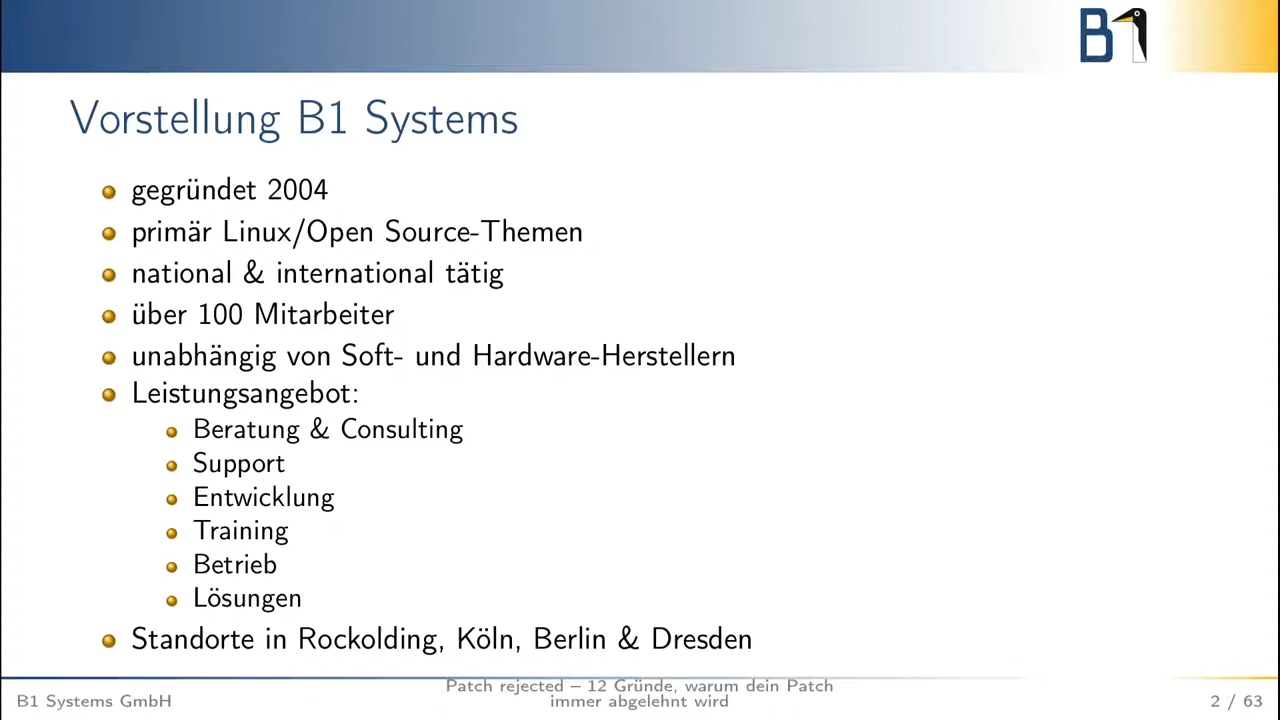 B1
Vorstellung B1 Systems
gegründet 2004
primär Linux/Open Source-Themen
national & international tätig
über 100 Mitarbeiter
unabhängig von Soft- und Hardware-Herstellern
Leistungsangebot:
Beratung & Consulting
Support
Entwicklung
Training
Betrieb
Lösungen
Standorte in Rockolding, Köln, Berlin & Dresden
B1 Systems GmbH
Patch rejected – 12 Gründe, warum dein Patch
immer abgelehnt wird
2 / 63